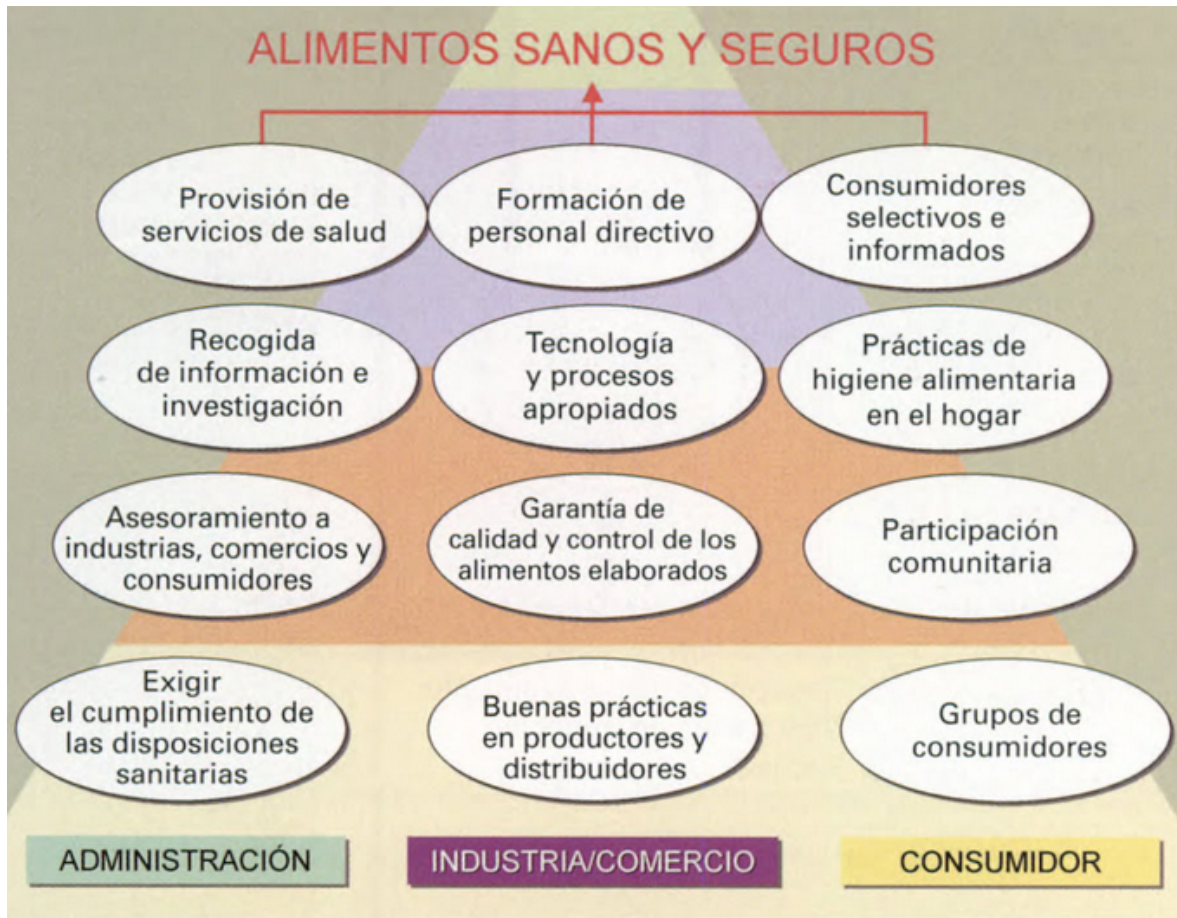 ALIMENTOS SANOS Y SEGUROS
Provisión de
servicios de salud
Formación de
personal directivo
Consumidores
selectivos e
informados
Recogida
de información e
investigación
Tecnología
y procesos
apropiados
Prácticas de
higiene alimentaria
en el hogar
Asesoramiento a
industrias, comercios y
consumidores
Garantía de
calidad y control de los
alimentos elaborados
Participación
comunitaria
Exigir
el cumplimiento de
las disposiciones
sanitarias
Buenas prácticas
en productores y
distribuidores
Grupos de
consumidores
ADMINISTRACIÓN
INDUSTRIA/COMERCIO
CONSUMIDOR